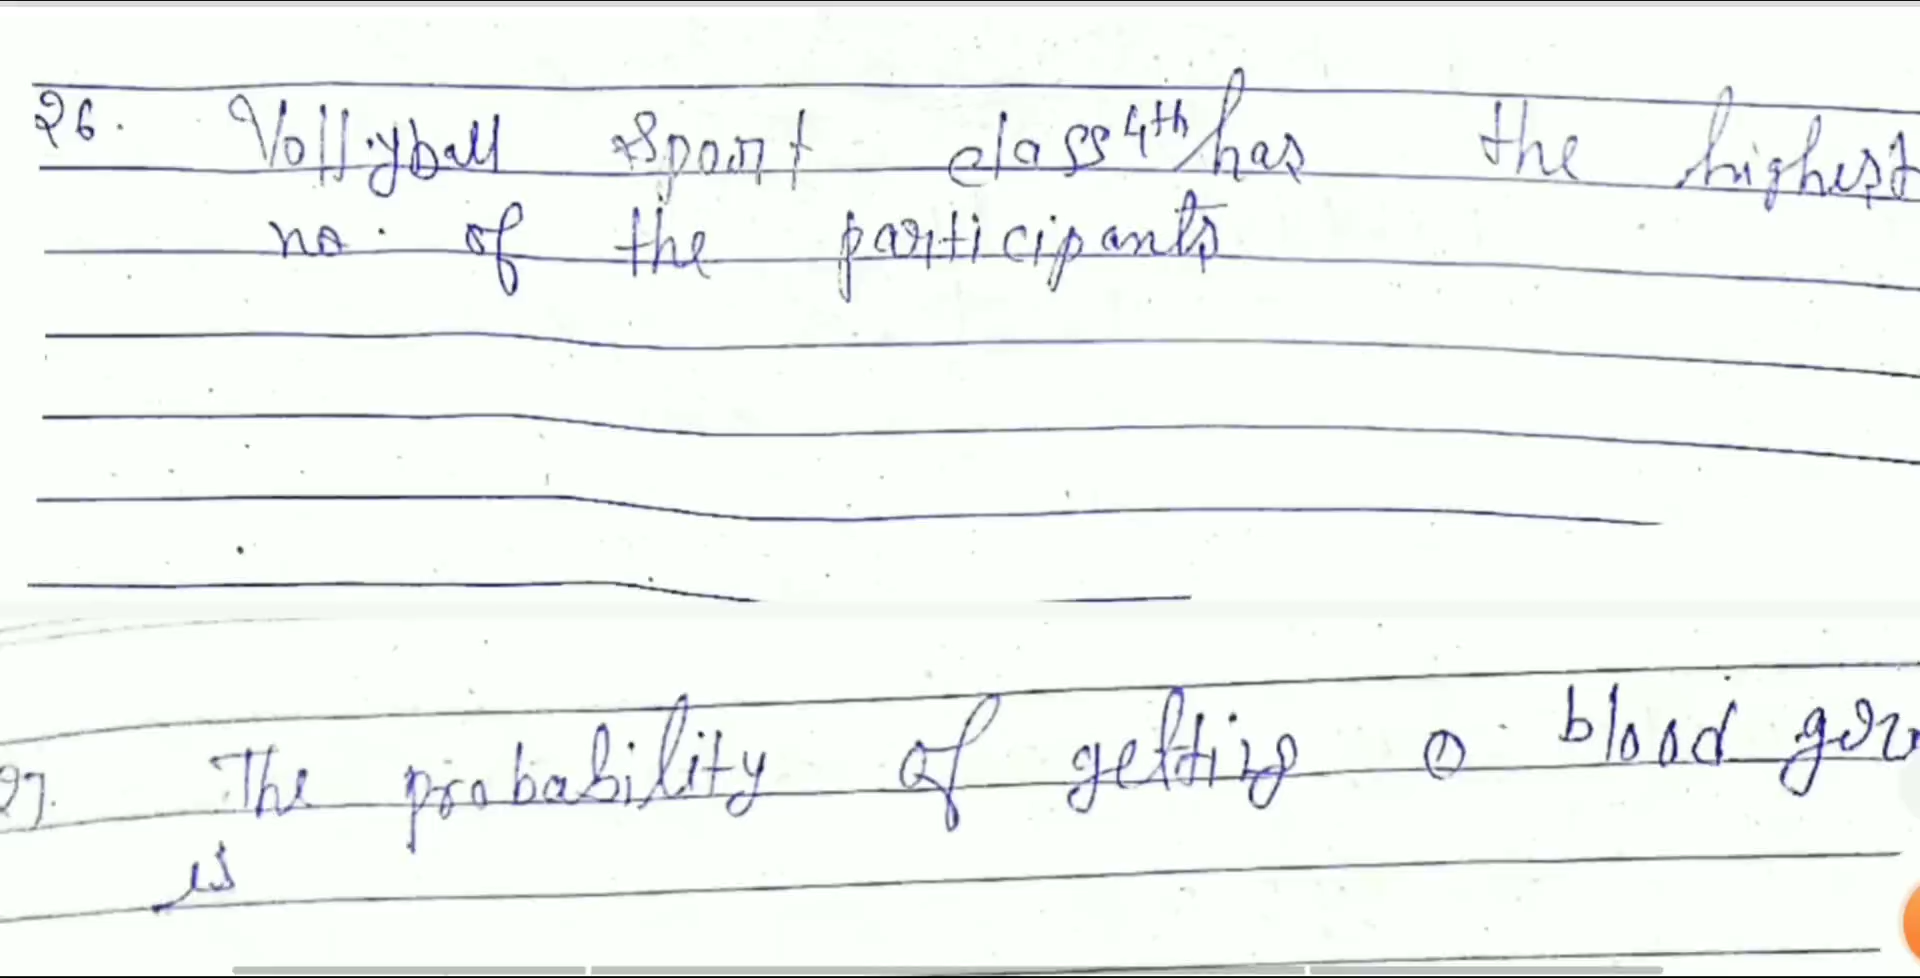 26. Vollyball sport class 4th has the highest
no. of the participants
27. The probability of getting O blood
is